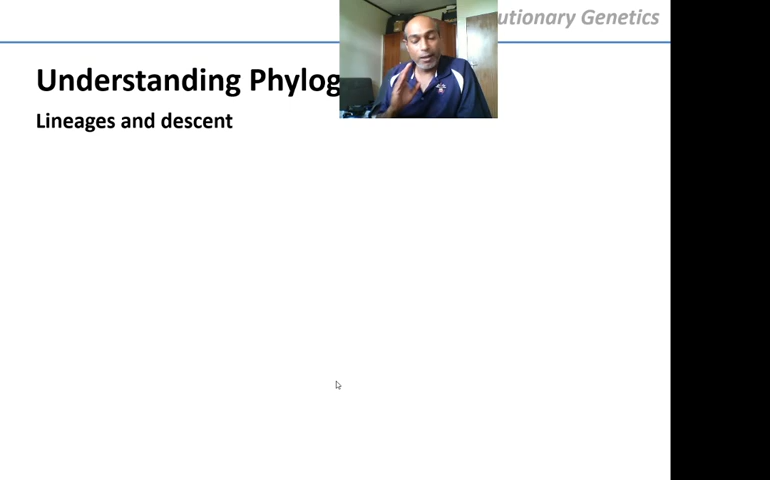 utionary Genetics
Understanding Phylog
Lineages and descent